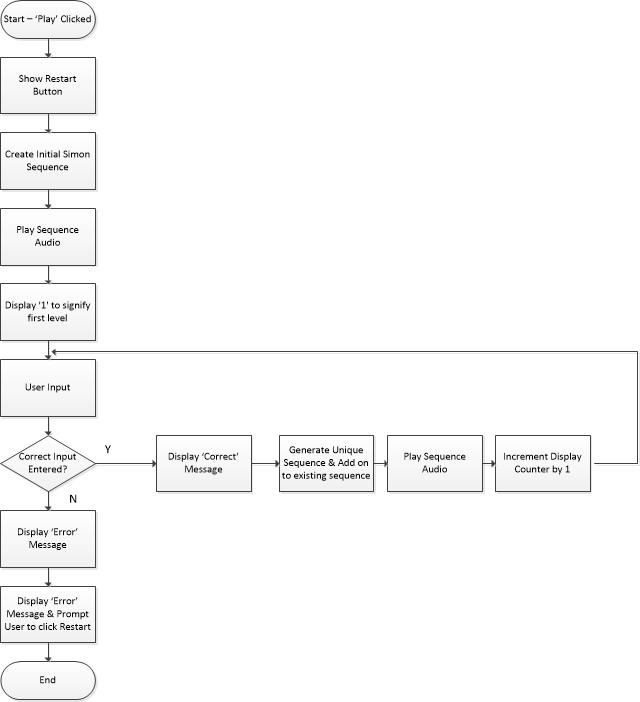 Start – ‘Play’ Clicked
Show Restart
Button
Create Initial Simon
Sequence
Play Sequence
Audio
Display '1' to signify
first level
User Input
Correct Input
Entered?
Y
Display ‘Correct’
Message
Generate Unique
Sequence & Add on
to existing sequence
Play Sequence
Audio
Increment Display
Counter by 1
N
Display ‘Error’
Message
Display ‘Error’
Message & Prompt
User to click Restart
End